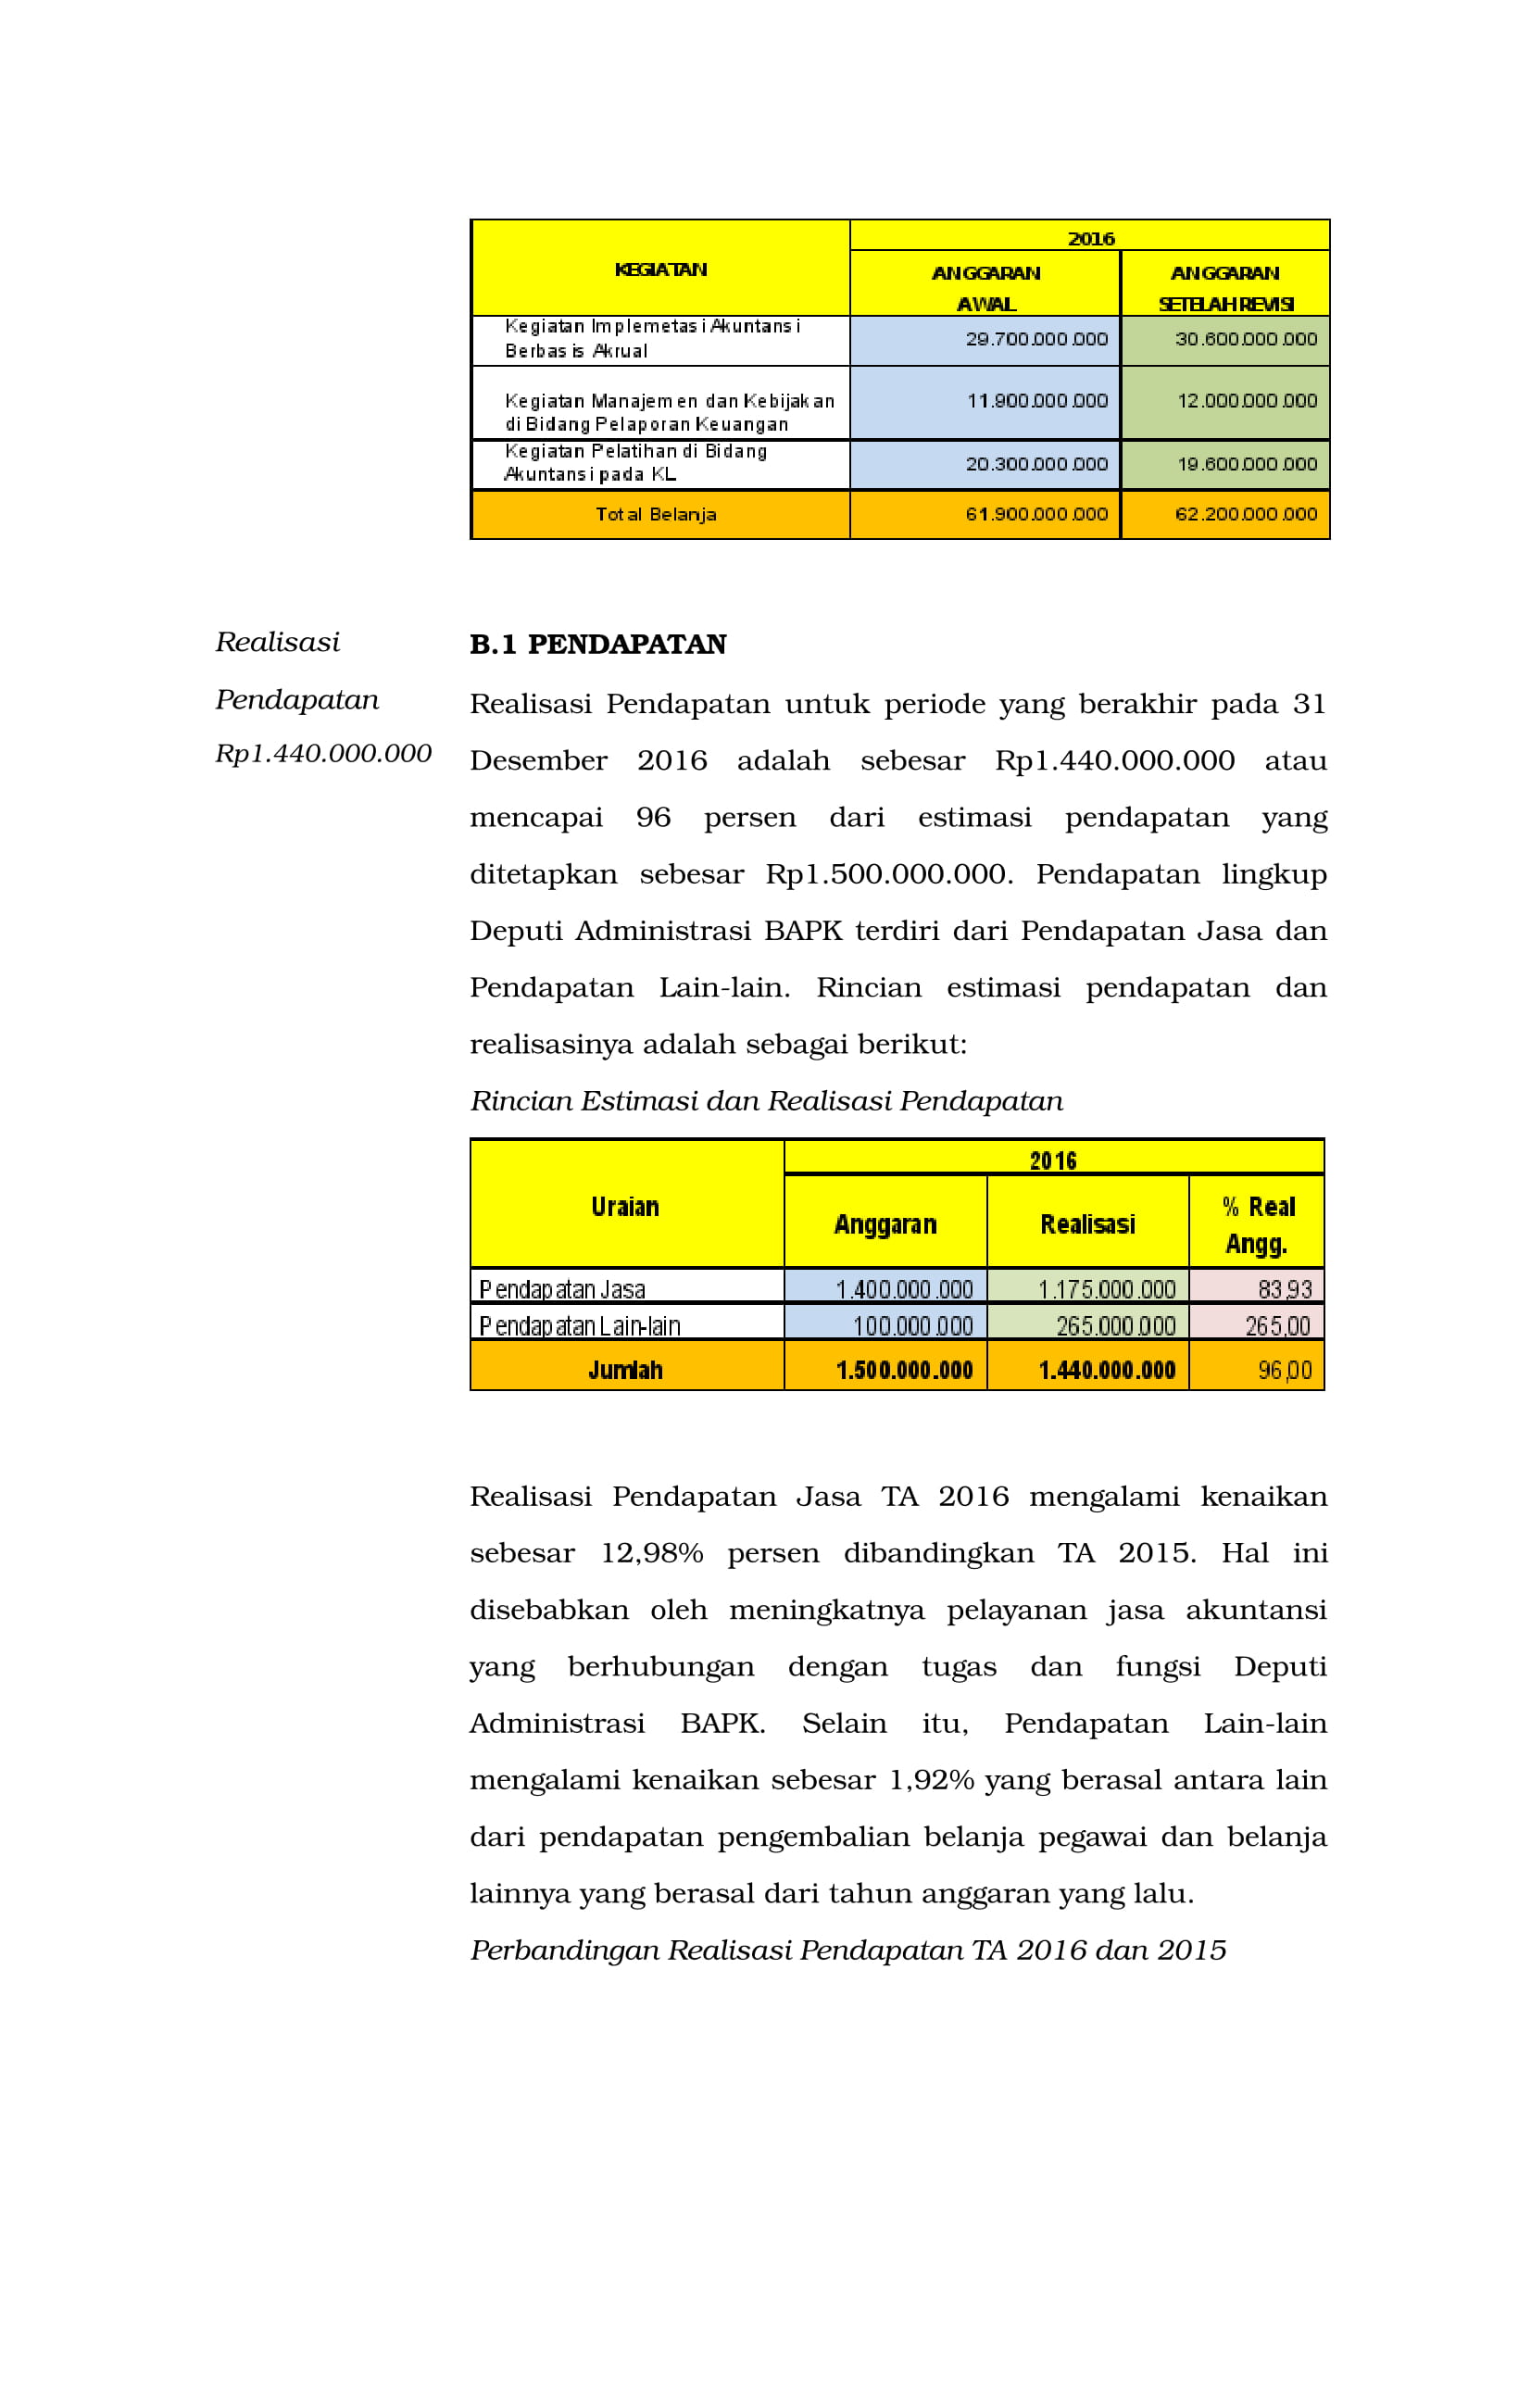 2016
KEGIATAN
ANGGARAN
AWAL
ANGGARAN
SETELAH REVISI
Kegiatan Implemetasi Akuntansi
Berbasis Akrual
29.700.000.000
30.600.000.000
Kegiatan Manajemen dan Kebijakan
di Bidang Pelaporan Keuangan
11.900.000.000
12.000.000.000
Kegiatan Pelatihan di Bidang
Akuntansi pada KL
20.300.000.000
19.600.000.000
Total Belanja
61.900.000.000
62.200.000.000
Realisasi
Pendapatan
Rp1.440.000.000
B.1 PENDAPATAN
Realisasi Pendapatan untuk periode yang berakhir pada 31
Desember 2016 adalah sebesar Rp1.440.000.000 atau
mencapai 96 persen dari estimasi pendapatan yang
ditetapkan sebesar Rp1.500.000.000. Pendapatan lingkup
Deputi Administrasi BAPK terdiri dari Pendapatan Jasa dan
Pendapatan Lain-lain. Rincian estimasi pendapatan dan
realisasinya adalah sebagai berikut:
Rincian Estimasi dan Realisasi Pendapatan
2016
Uraian
Anggaran
Realisasi
% Real
Angg.
Pendapatan Jasa
1.400.000.000
1.175.000.000
83,93
Pendapatan Lain-lain
100.000.000
265.000.000
265,00
Jumlah
1.500.000.000
1.440.000.000
96,00
Realisasi Pendapatan Jasa TA 2016 mengalami kenaikan
sebesar 12,98% persen dibandingkan TA 2015. Hal ini
disebabkan oleh meningkatnya pelayanan jasa akuntansi
yang berhubungan dengan tugas dan fungsi Deputi
Administrasi BAPK. Selain itu, Pendapatan Lain-lain
mengalami kenaikan sebesar 1,92% yang berasal antara lain
dari pendapatan pengembalian belanja pegawai dan belanja
lainnya yang berasal dari tahun anggaran yang lalu.
Perbandingan Realisasi Pendapatan TA 2016 dan 2015